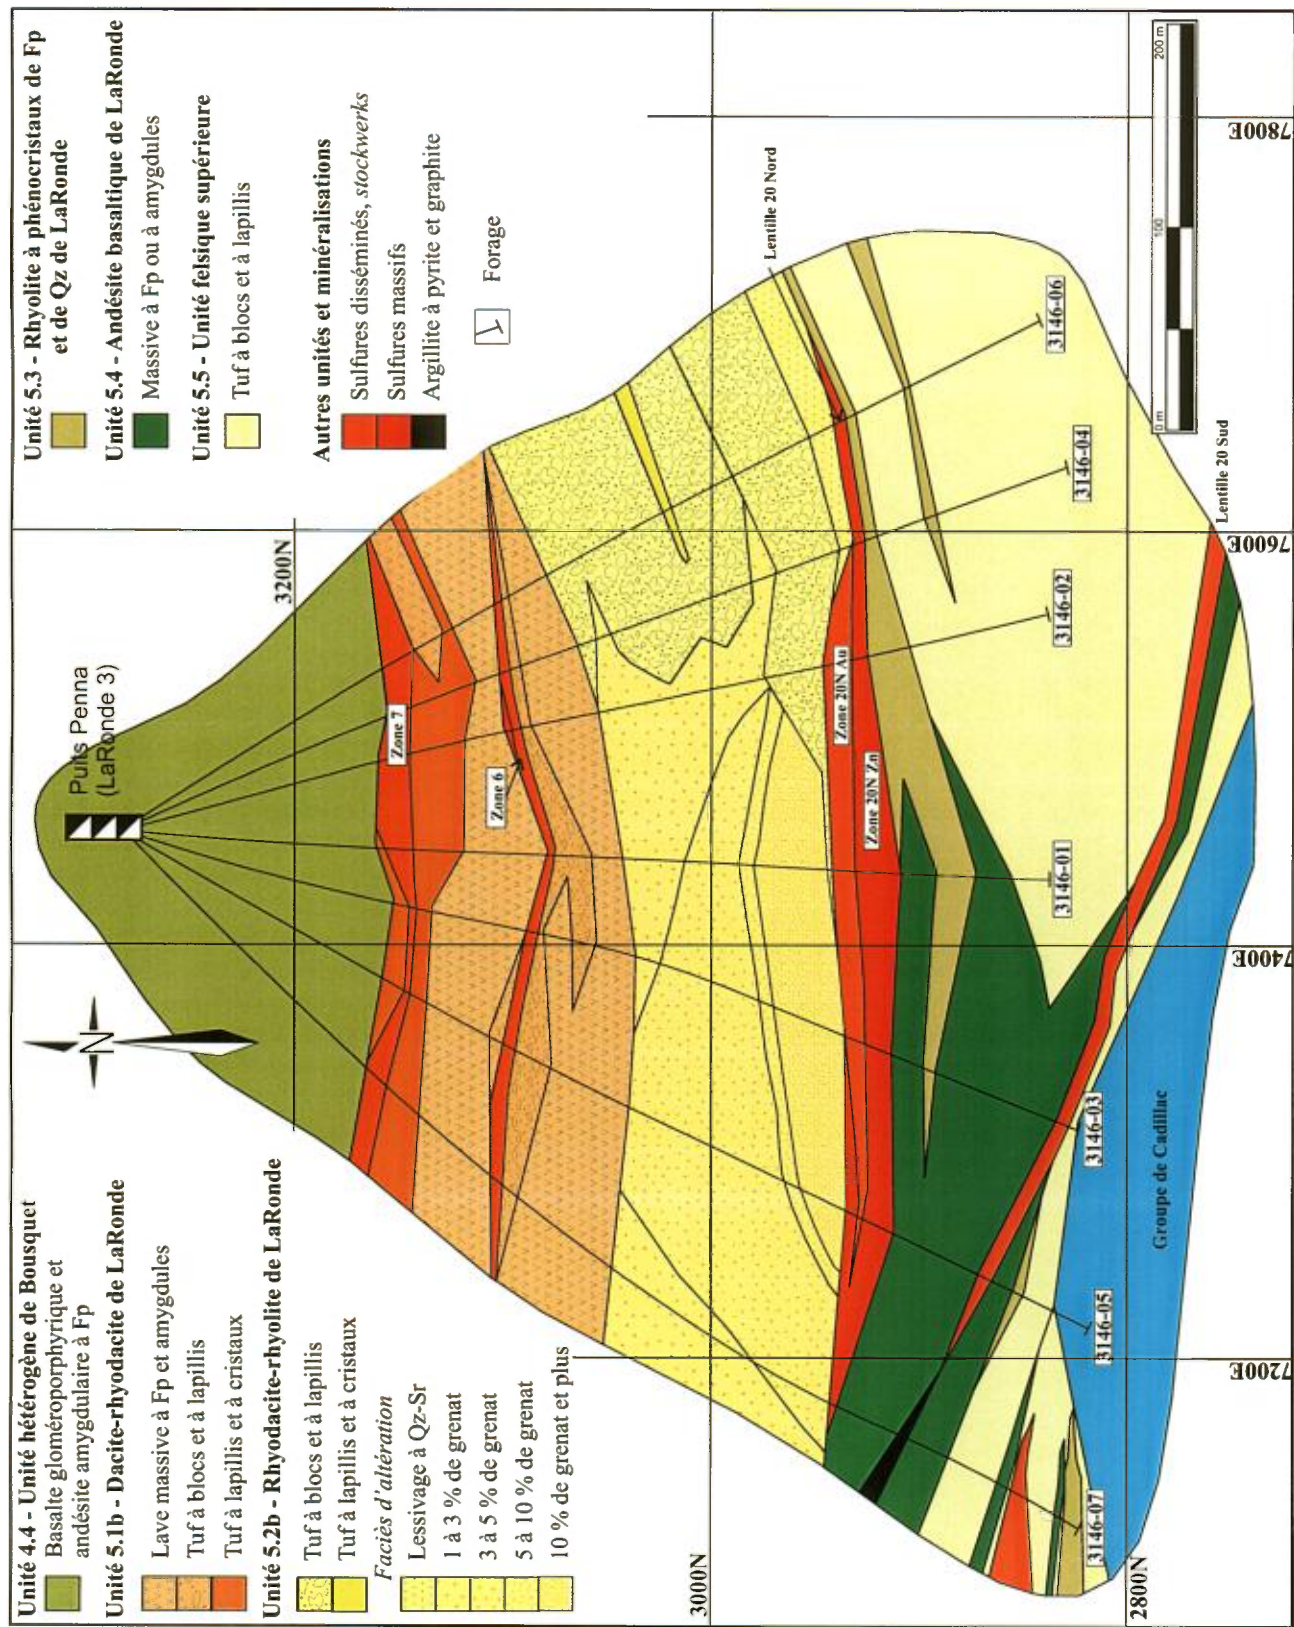 Unité 4.4 - Unité hétérogène de Bousquet
Basalte gloméroporphyrique et
andésite amygdulaire à Fp
Unité 5.1b - Dacite-rhyodacite de LaRonde
Lave massive à Fp et amygdules
Tuf à blocs et à lapillis
Tuf à lapillis et à cristaux
Unité 5.2b - Rhyodacite-rhyolite de LaRonde
Tuf à blocs et à lapillis
Tuf à lapillis et à cristaux
Faciès d'altération
Lessivage à Qz-Sr
1 à 3 % de grenat
3 à 5 % de grenat
5 à 10 % de grenat
10 % de grenat et plus
Unité 5.3 - Rhyolite à phénocristaux de Fp
et de Qz de LaRonde
Unité 5.4 - Andésite basaltique de LaRonde
Massive à Fp ou à amygdules
Unité 5.5 - Unité felsique supérieure
Tuf à blocs et à lapillis
Autres unités et minéralisations
Sulfures disséminés, stockwerks
Sulfures massifs
Argillite à pyrite et graphite
Forage
N
Puits Penna
(LaRonde 3)
3200N
Zone 7
Zone 6
3000N
Lentille 20 Nord
Zone 20N Au
Zone 20N Zn
3146-07
3146-05
3146-03
3146-01
3146-02
3146-04
3146-06
2800N
Groupe de Cadillac
Lentille 20 Sud
7200E
7400E
7600E
7800E
0 m
100
200 m